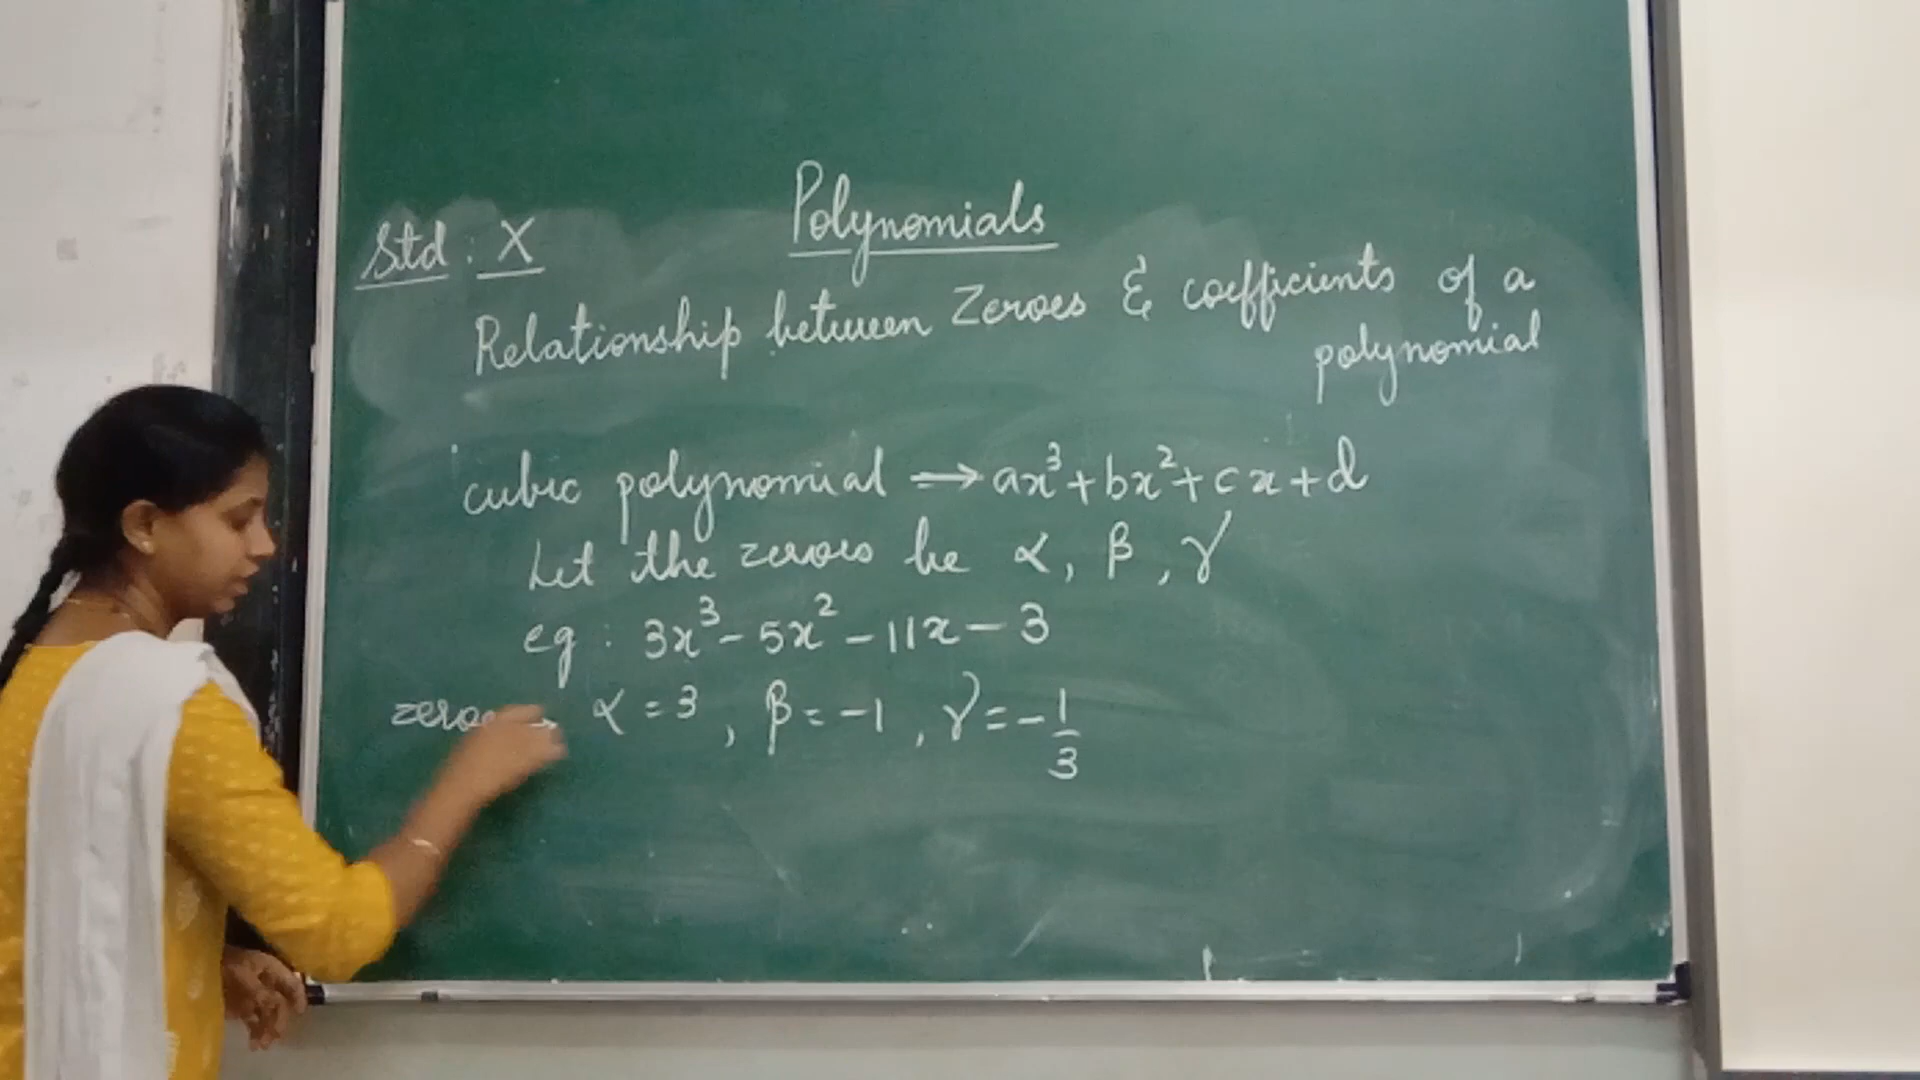 Polynomials
Std : X
Relationship between Zeroes & coefficients of a
polynomial
cubic polynomial ⇒ ax³ + bx² + cx + d
Let the zeroes be α, β, γ
eg : 3x³ - 5x² - 11x - 3
α = 3, β = -1, γ = -1/3